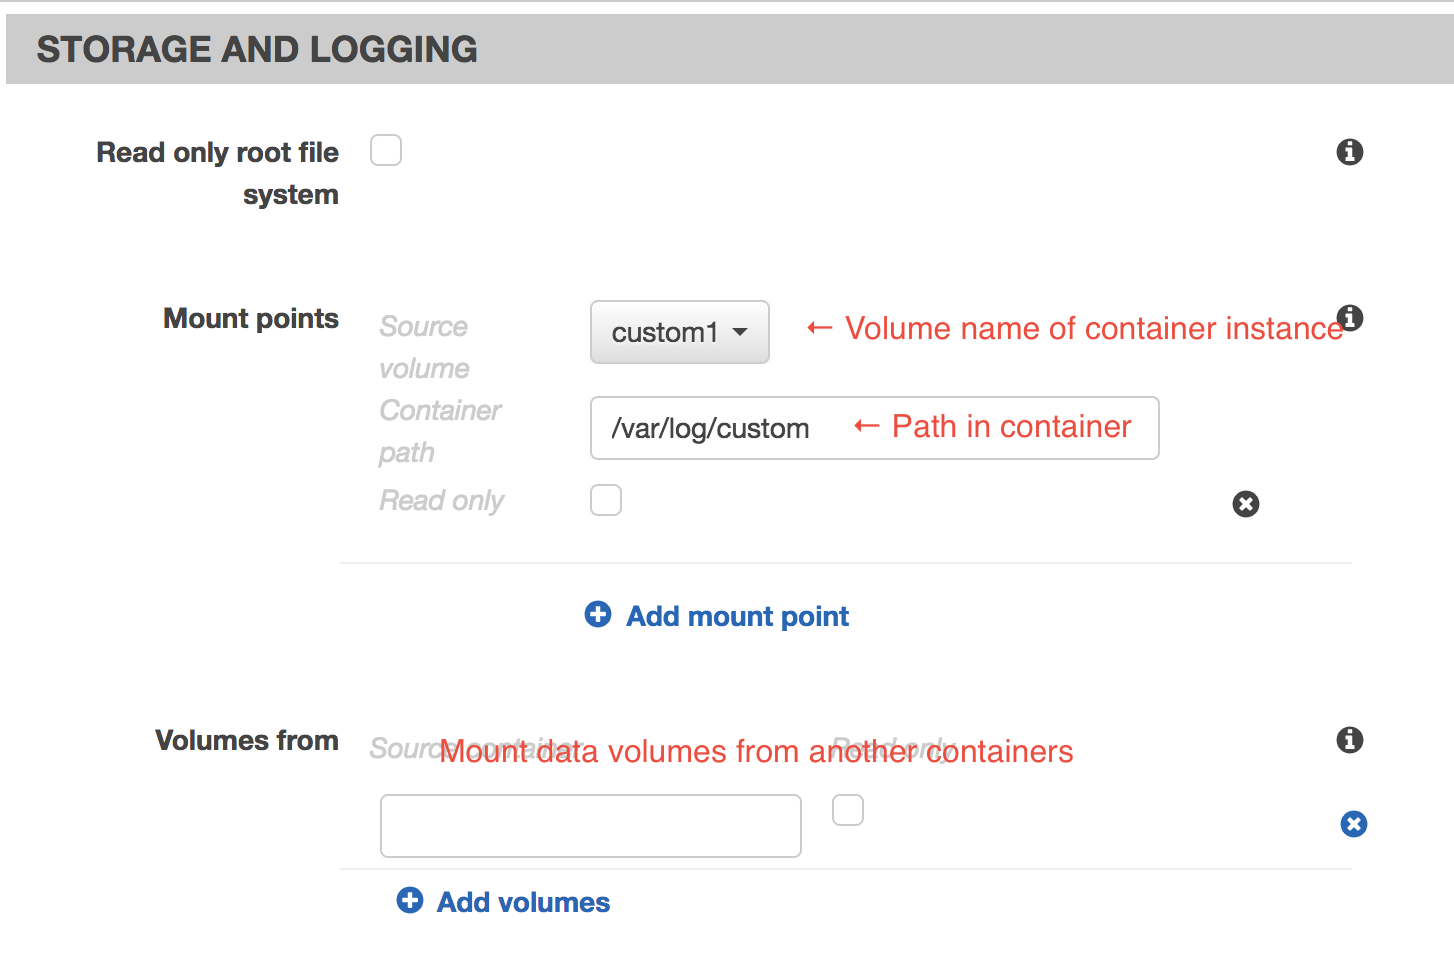 STORAGE AND LOGGING
Read only root file
system
Mount points
Source
volume
custom1
← Volume name of container instance
Container
path
/var/log/custom
← Path in container
Read only
Add mount point
Volumes from
Source container
Read only
Mount data volumes from another containers
Add volumes